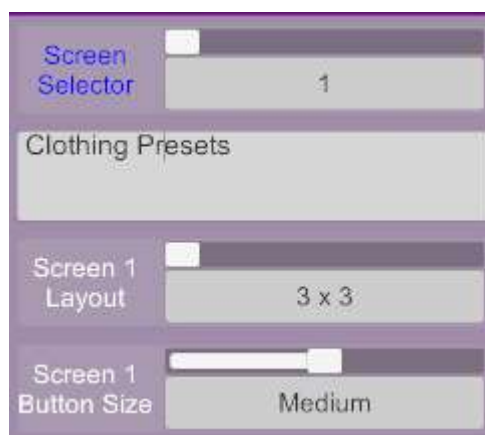 Screen
Selector
1
Clothing Presets
Screen 1
Layout
3 x 3
Screen 1
Button Size
Medium